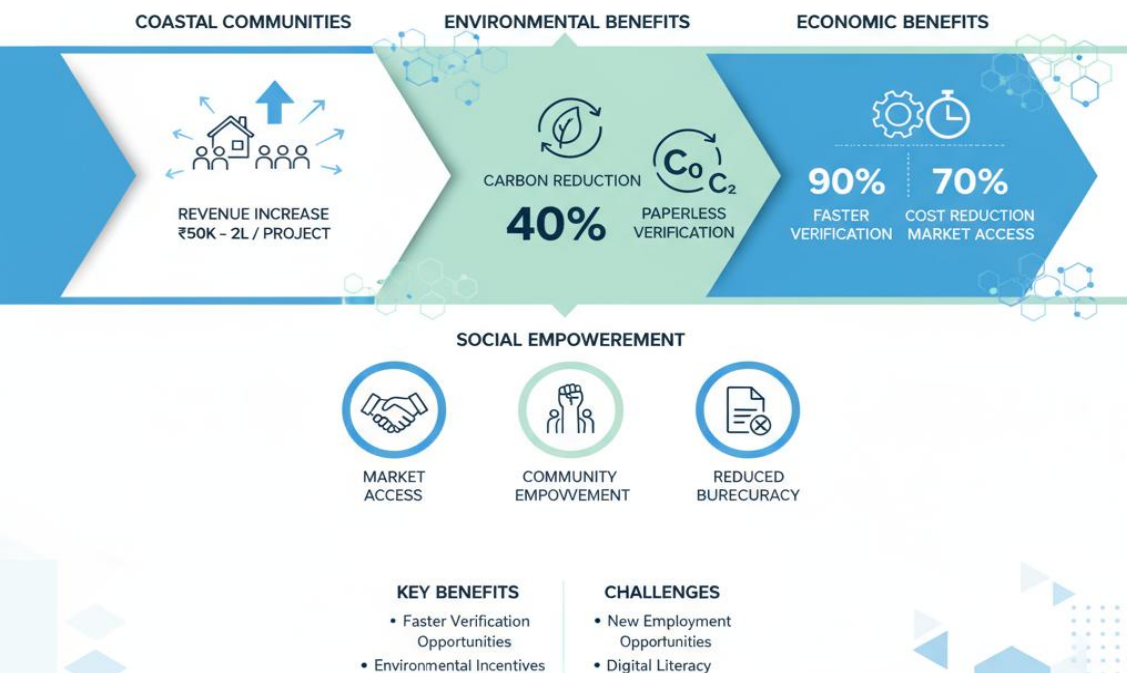 COASTAL COMMUNITIES
ENVIRONMENTAL BENEFITS
ECONOMIC BENEFITS
REVENUE INCREASE
₹50K – 2L / PROJECT
CARBON REDUCTION
40%
Co C₂
PAPERLESS
VERIFICATION
90%
FASTER
VERIFICATION
70%
COST REDUCTION
MARKET ACCESS
SOCIAL EMPOWEREMENT
MARKET
ACCESS
COMMUNITY
EMPOVVEMENT
REDUCED
BURECURACY
KEY BENEFITS
• Faster Verification
Opportunities
• Environmental Incentives
CHALLENGES
• New Employment
Opportunities
• Digital Literacy